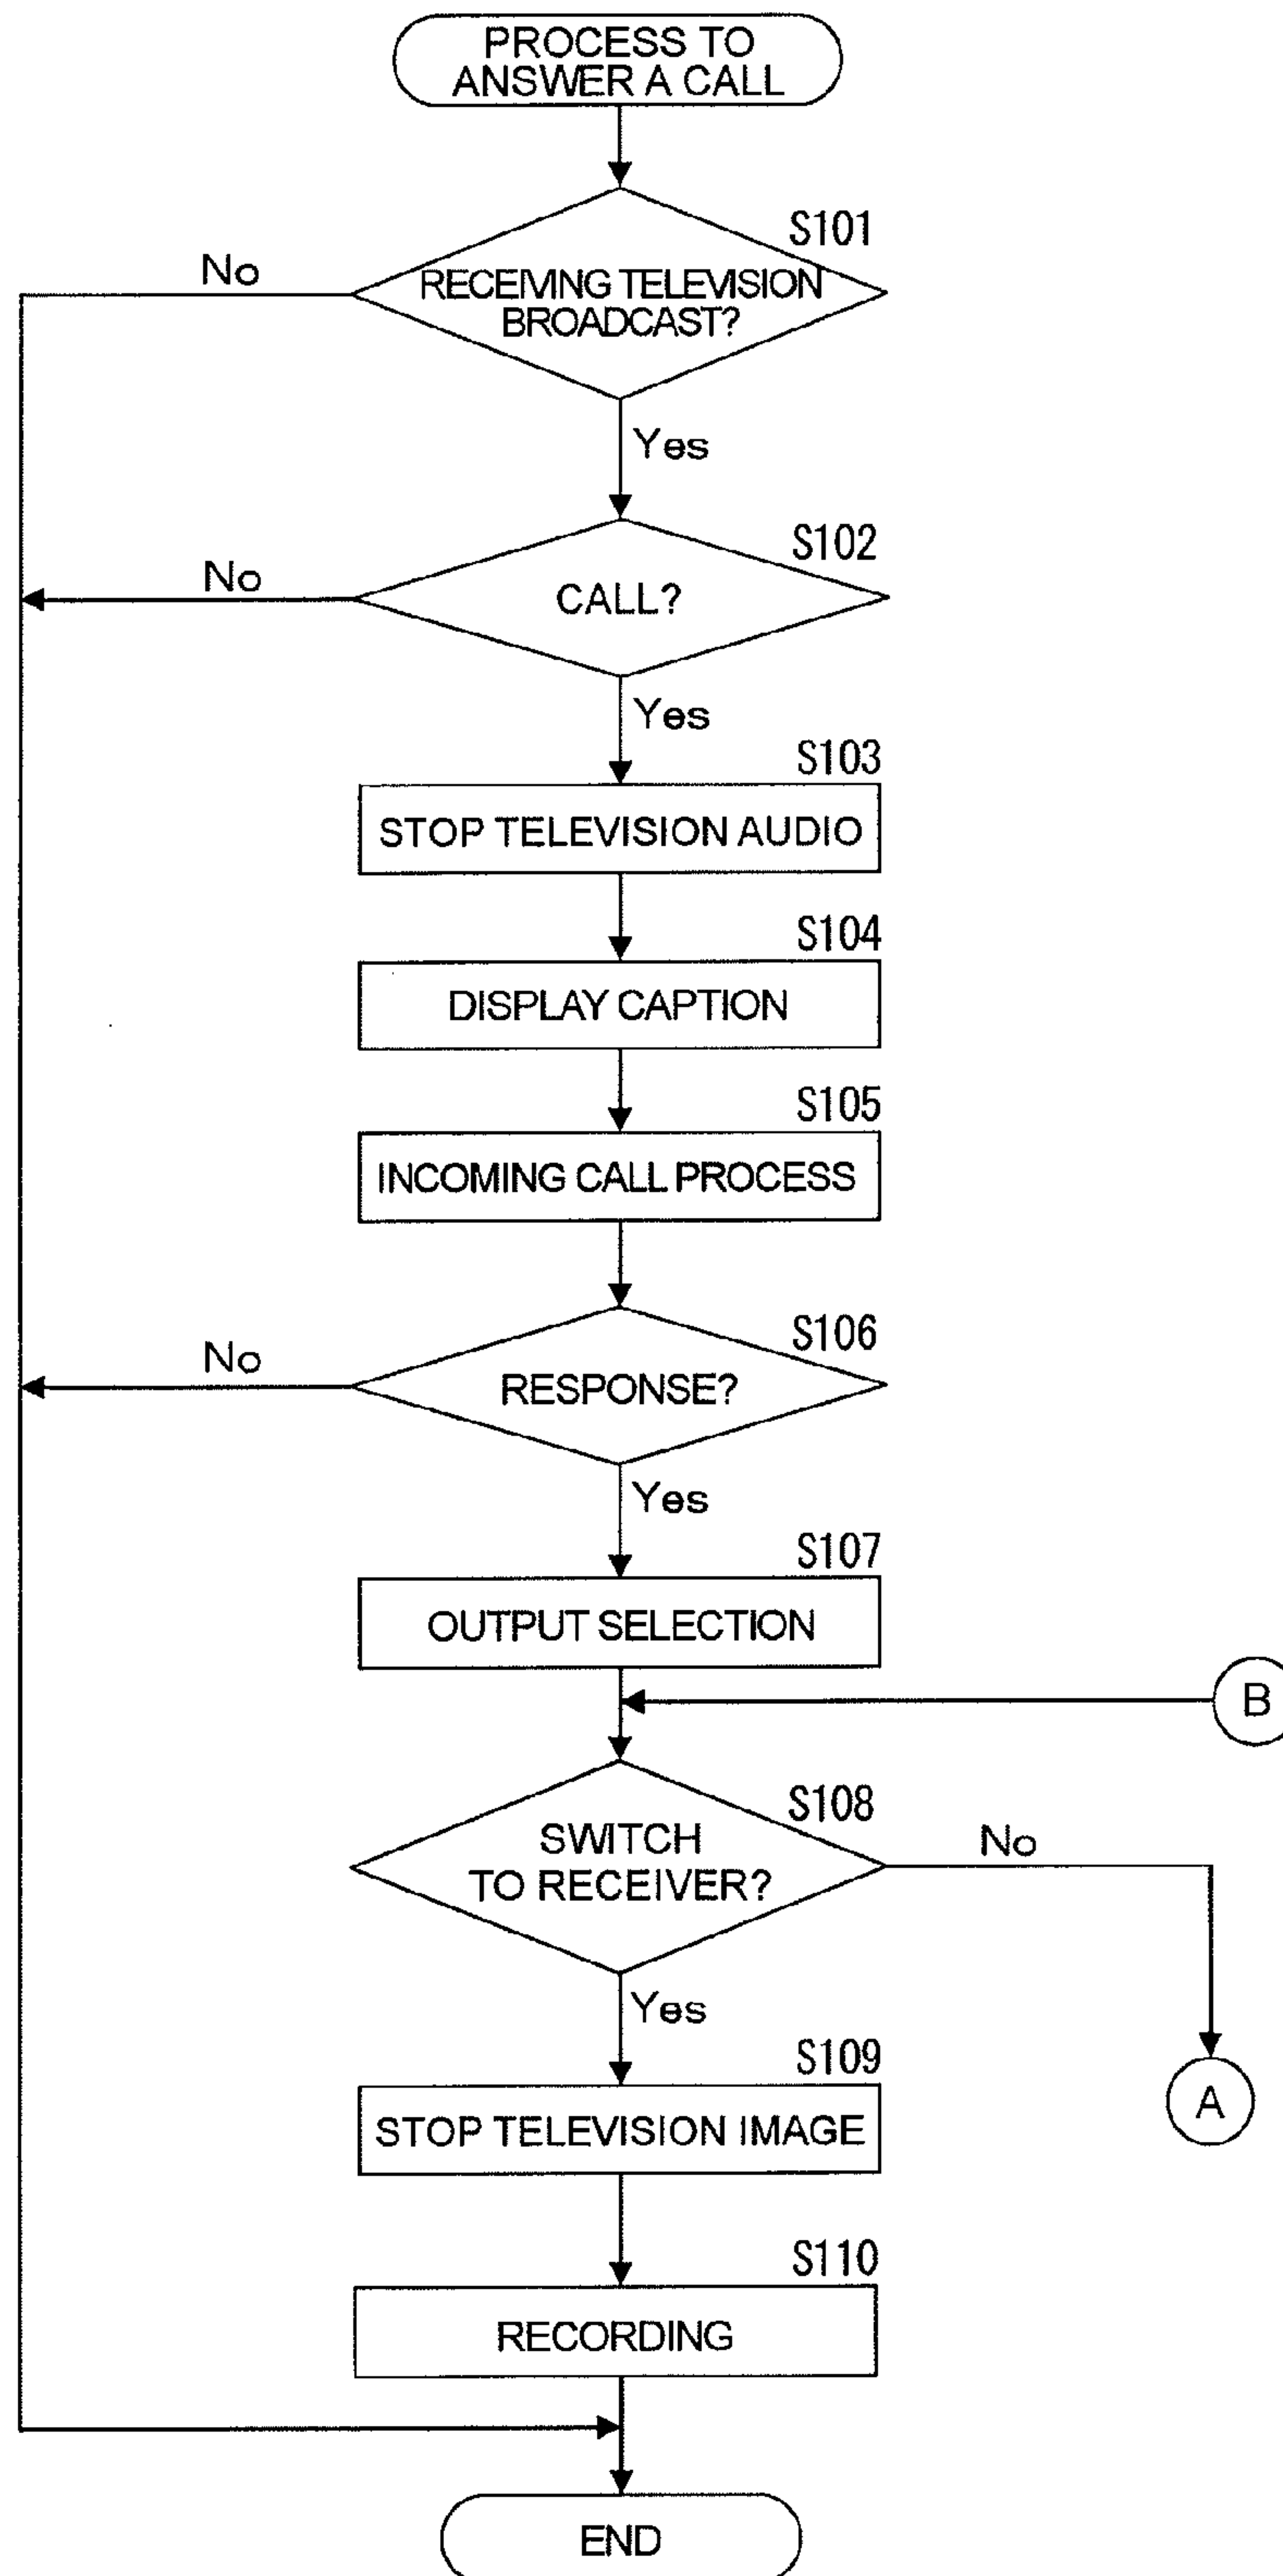 PROCESS TO
ANSWER A CALL
S101
No
RECEIVING TELEVISION
BROADCAST?
Yes
S102
No
CALL?
Yes
S103
STOP TELEVISION AUDIO
S104
DISPLAY CAPTION
S105
INCOMING CALL PROCESS
S106
No
RESPONSE?
Yes
S107
OUTPUT SELECTION
B
S108
SWITCH
TO RECEIVER?
No
Yes
S109
STOP TELEVISION IMAGE
A
S110
RECORDING
END